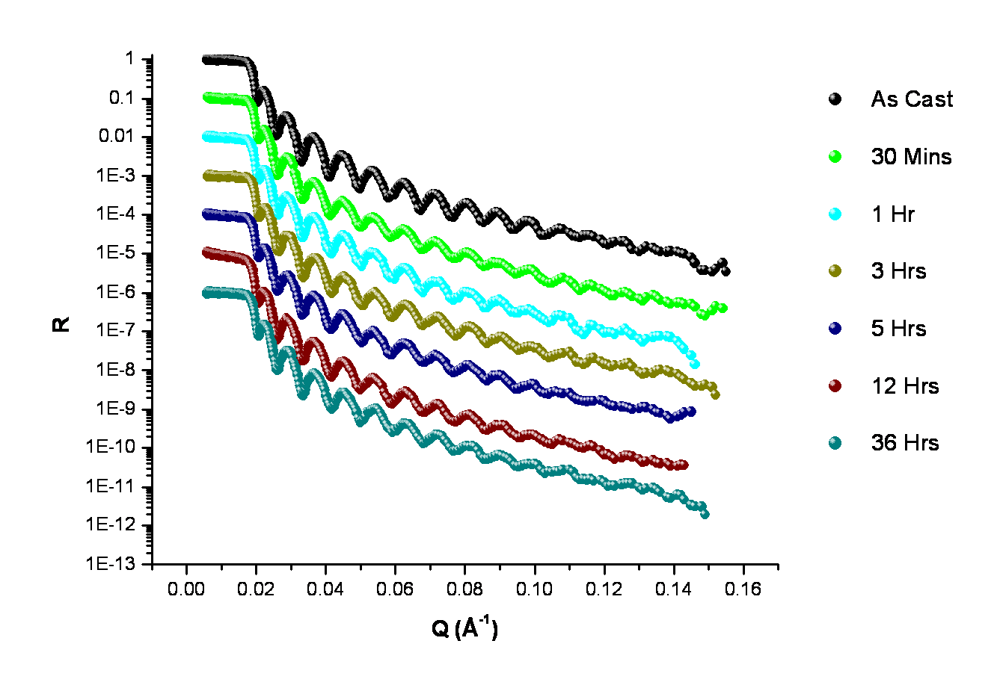 1
0.1
0.01
1E-3
1E-4
1E-5
1E-6
1E-7
1E-8
1E-9
1E-10
1E-11
1E-12
1E-13
R
0.00 0.02 0.04 0.06 0.08 0.10 0.12 0.14 0.16
Q (Å⁻¹)
As Cast
30 Mins
1 Hr
3 Hrs
5 Hrs
12 Hrs
36 Hrs